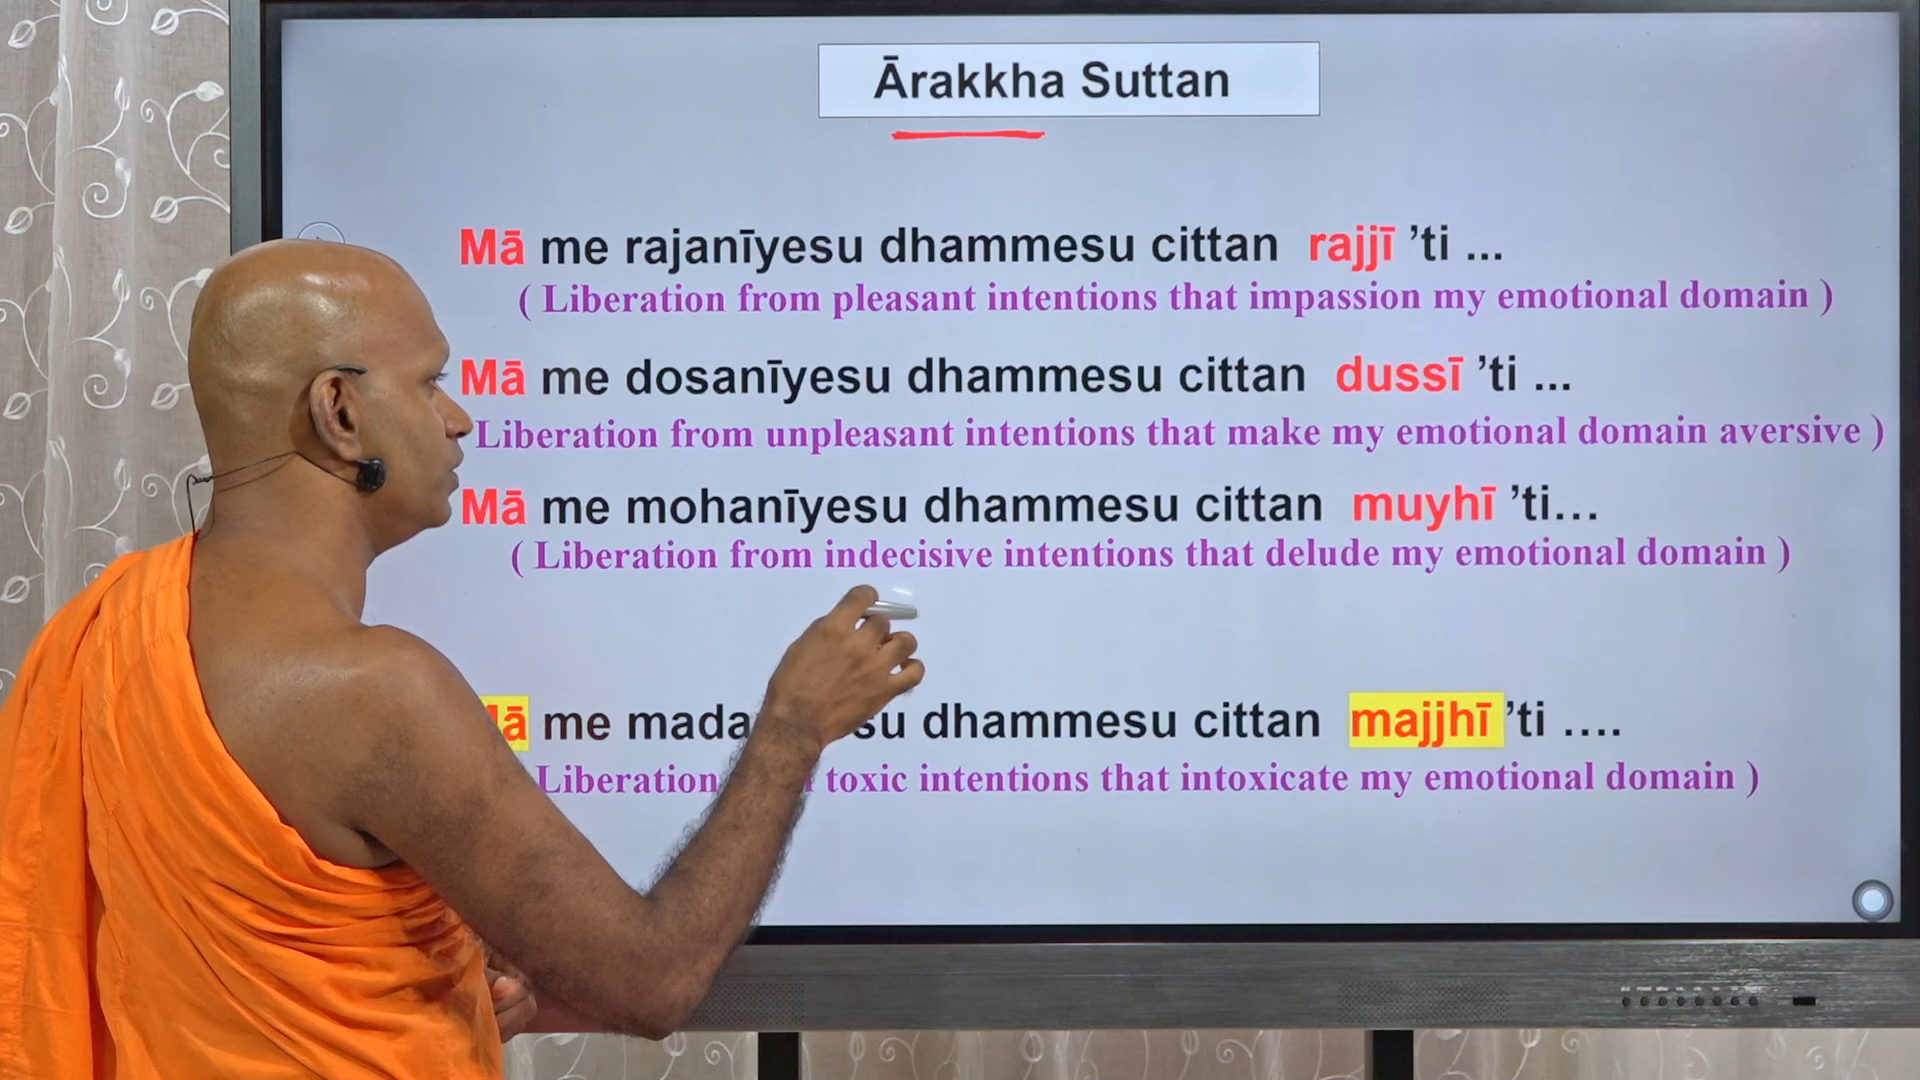 Ārakkha Suttan
Mā me rajanīyesu dhammesu cittan rajjī ’ti ...
( Liberation from pleasant intentions that impassion my emotional domain )
Mā me dosanīyesu dhammesu cittan dussī ’ti ...
Liberation from unpleasant intentions that make my emotional domain aversive )
Mā me mohanīyesu dhammesu cittan muyhī ’ti...
( Liberation from indecisive intentions that delude my emotional domain )
me dhammesu cittan majjhī ’ti ....
Liberation toxic intentions that intoxicate my emotional domain )